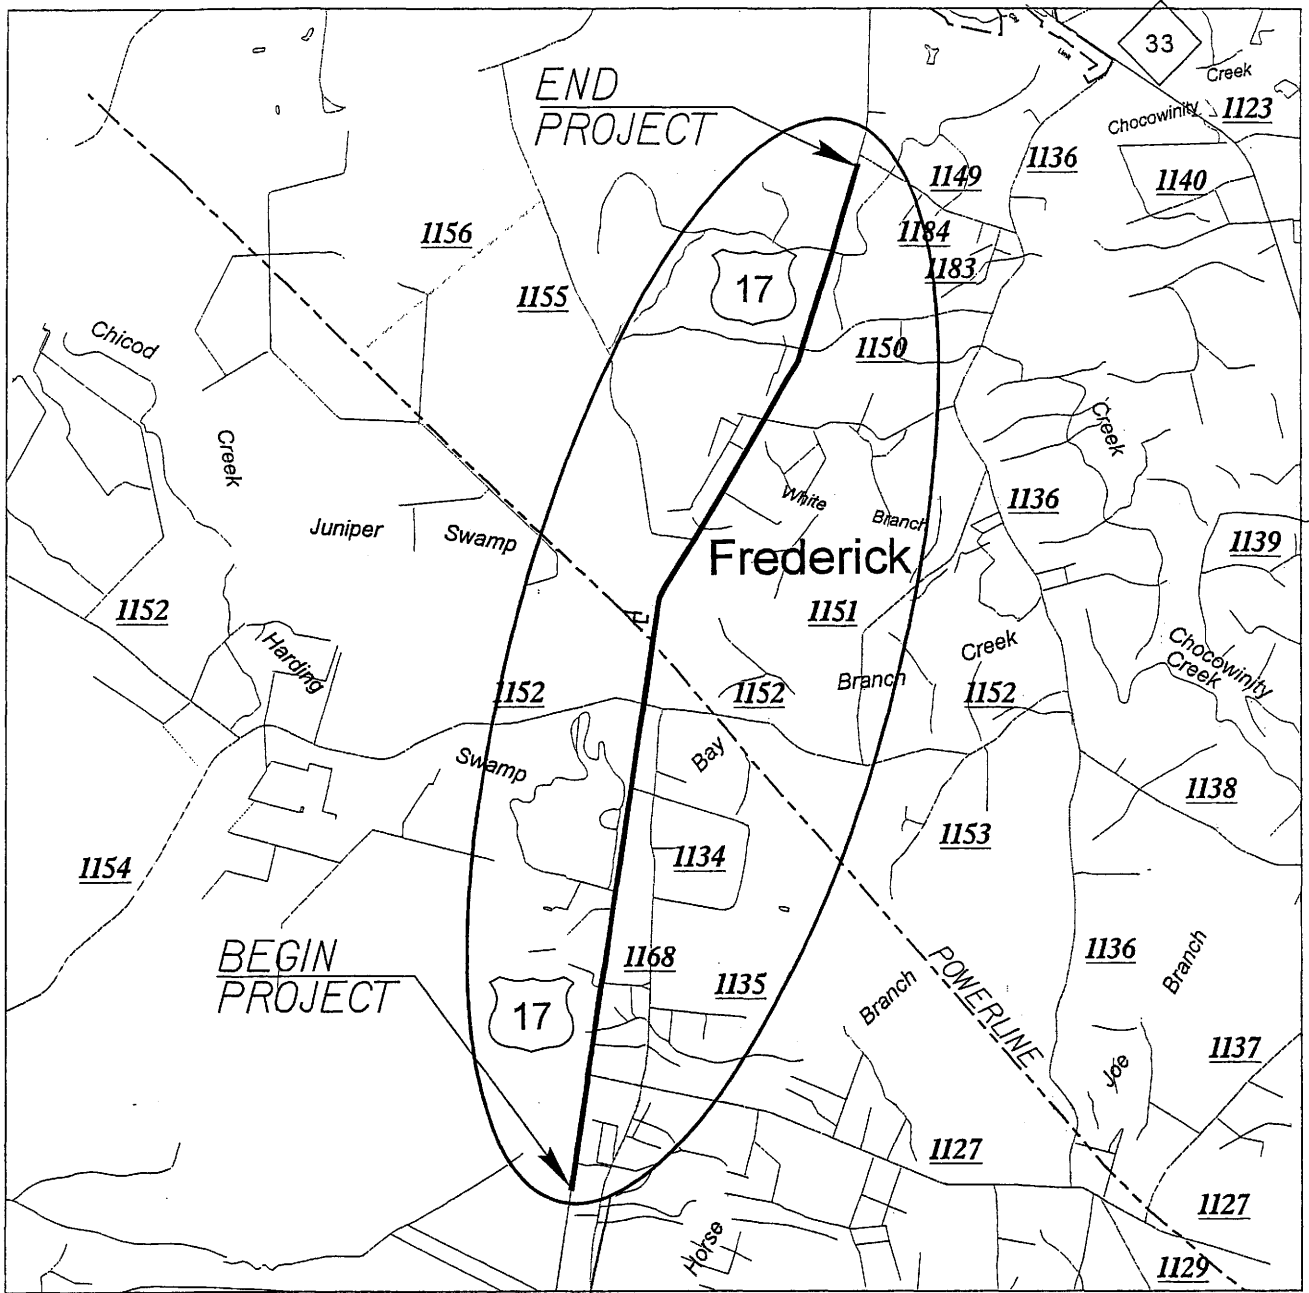 33
Creek
END
PROJECT
Chocowinity
1123
1136
1149
1140
1156
1184
1183
17
1155
Chicod
1150
Creek
Creek
White
1136
Juniper
Swamp
Branch
1139
Frederick
1152
1151
Harding
Creek
Chocowinity
Creek
1152
1152
Branch
1152
Swamp
Bay
1138
1153
1154
1134
BEGIN
PROJECT
1168
1135
POWERLINE
1136
Branch
Branch
17
1137
Joe
1127
1127
Horse
1129